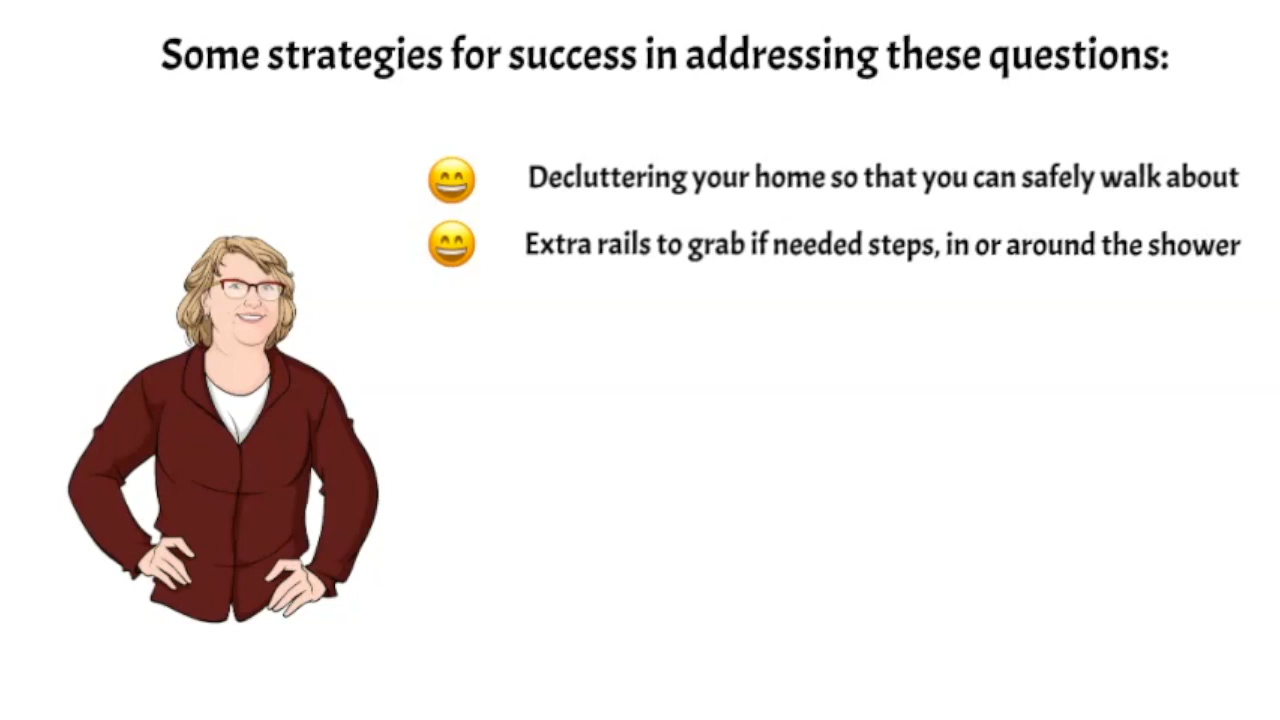 Some strategies for success in addressing these questions:
Decluttering your home so that you can safely walk about
Extra rails to grab if needed steps, in or around the shower